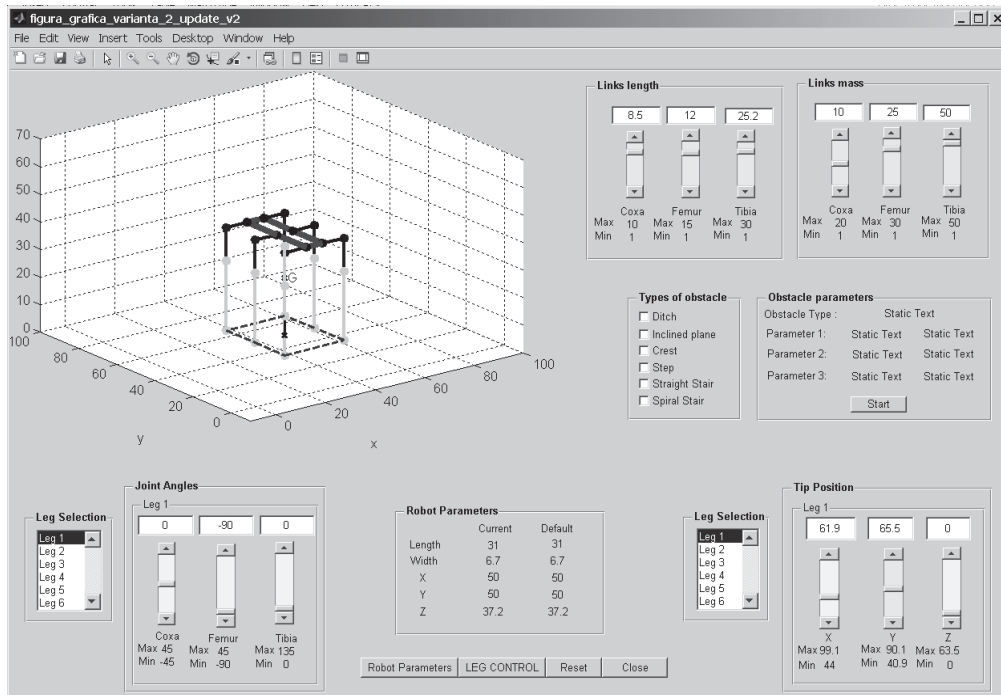 figura_grafica_varianta_2_update_v2
File Edit View Insert Tools Desktop Window Help
70
60
50
40
30
20
10
0
100
80
60
40
20
0
y
0
20
40
60
80
100
x
G
Links length
8.5 12 25.2
Coxa Femur Tibia
Max 10 Max 15 Max 30
Min 1 Min 1 Min 1
Links mass
10 25 50
Coxa Femur Tibia
Max 20 Max 30 Max 50
Min 1 Min 1 Min 1
Types of obstacle
Ditch
Inclined plane
Crest
Step
Straight Stair
Spiral Stair
Obstacle parameters
Obstacle Type : Static Text
Parameter 1: Static Text Static Text
Parameter 2: Static Text Static Text
Parameter 3: Static Text Static Text
Start
Leg Selection
Leg 1
Leg 2
Leg 3
Leg 4
Leg 5
Leg 6
Joint Angles
Leg 1
0 -90 0
Coxa Femur Tibia
Max 45 Max 45 Max 135
Min -45 Min -90 Min 0
Robot Parameters
Current Default
Length 31 31
Width 6.7 6.7
X 50 50
Y 50 50
Z 37.2 37.2
Robot Parameters LEG CONTROL Reset Close
Leg Selection
Leg 1
Leg 2
Leg 3
Leg 4
Leg 5
Leg 6
Tip Position
Leg 1
61.9 65.5 0
X Y Z
Max 99.1 Max 90.1 Max 63.5
Min 44 Min 40.9 Min 0